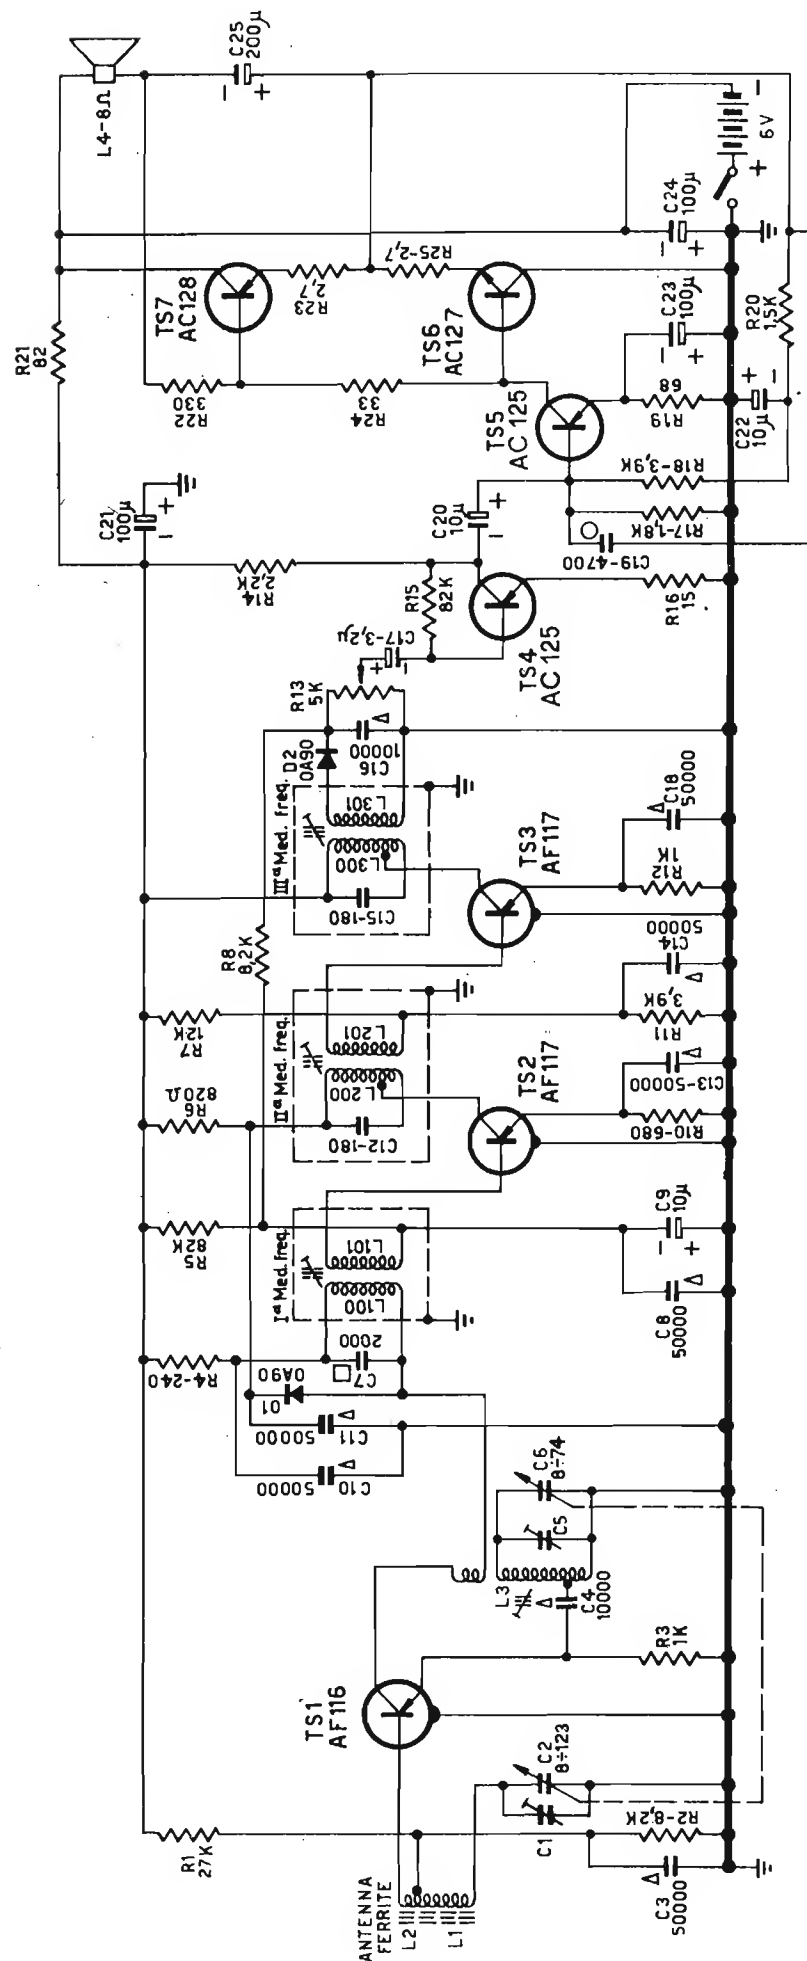 L4-8Ω
C25
200µ
−
+
R21
82
TS7
AC128
R23
2,7
R25-2,7
R22
330
R24
33
TS6
AC127
6V
−
+
C24
100µ
−
+
C23
100µ
−
+
R20
1,5K
TS5
AC125
R19
68
C22
10µ
+
−
C21
100µ
+
−
C20
10µ
+
−
R18-3,9K
R17-1,8K
C19-4700
R14
2,2K
R15
82K
C17-3,2µ
+
−
TS4
AC125
R16
15
R13
5K
D2
OA90
10000
C16
IIIª Med. freq.
L301
L300
C15-180
TS3
AF117
C18
50000
R12
1K
R8
8,2K
R7
12K
R6
820Ω
IIª Med. freq.
L201
L200
C12-180
TS2
AF117
50000
C14
R11
3,9K
C13-50000
R10-680
R5
82K
Iª Med. freq.
L101
L100
C9
10µ
−
+
C8
50000
R4-240
2000
C7
D1
OA90
50000
C11
50000
C10
C6
8÷74
C5
L3
C4
10000
TS1
AF116
R3
1K
C2
8÷123
C1
R2-8,2K
R1
27K
C3
50000
ANTENNA
FERRITE
L2
L1